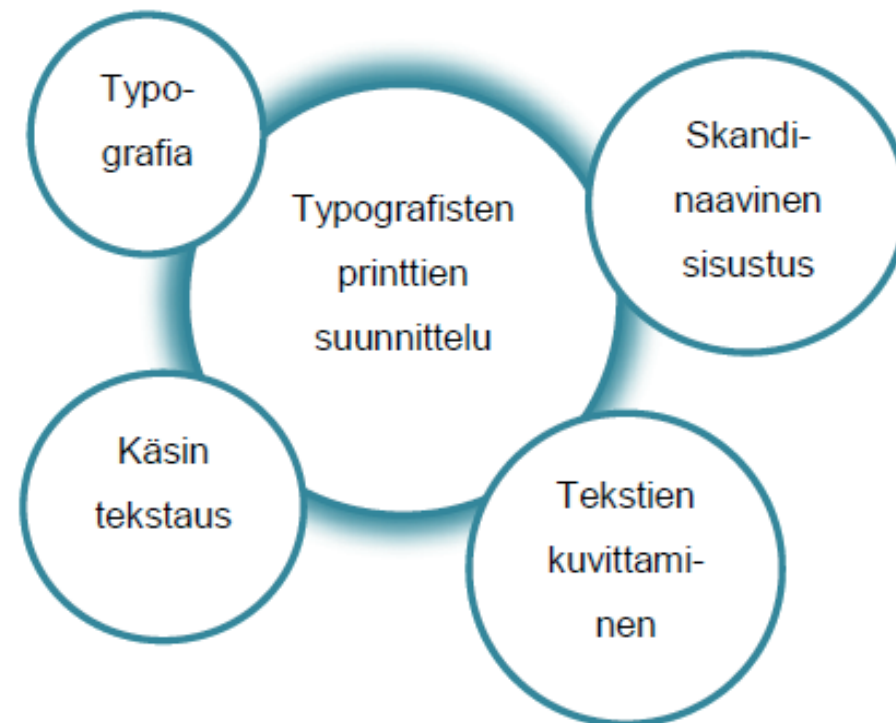 Typo-
grafia
Skandi-
naavinen
sisustus
Typografisten
printtien
suunnittelu
Käsin
tekstaus
Tekstien
kuvittami-
nen